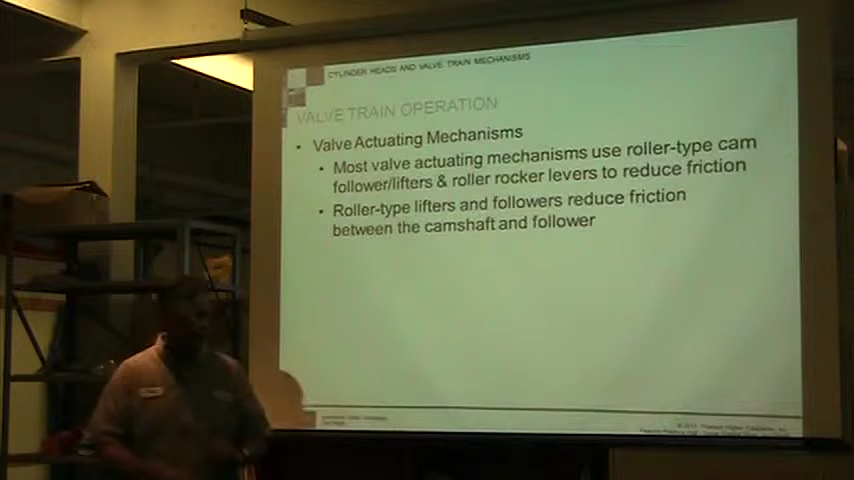 CYLINDER HEADS AND VALVE TRAIN MECHANISMS
VALVE TRAIN OPERATION
• Valve Actuating Mechanisms
• Most valve actuating mechanisms use roller-type cam
follower/lifters & roller rocker levers to reduce friction
• Roller-type lifters and followers reduce friction
between the camshaft and follower